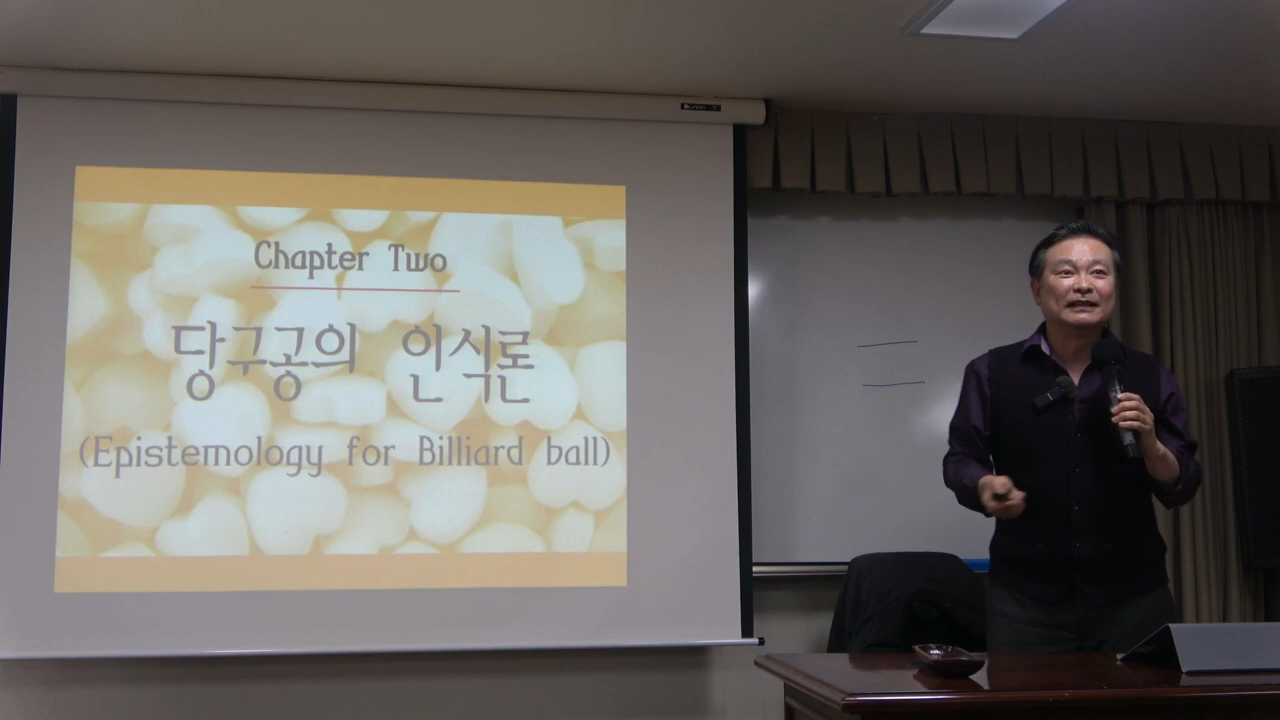 Chapter Two
당구공의 인식론
(Epistemology for Billiard ball)